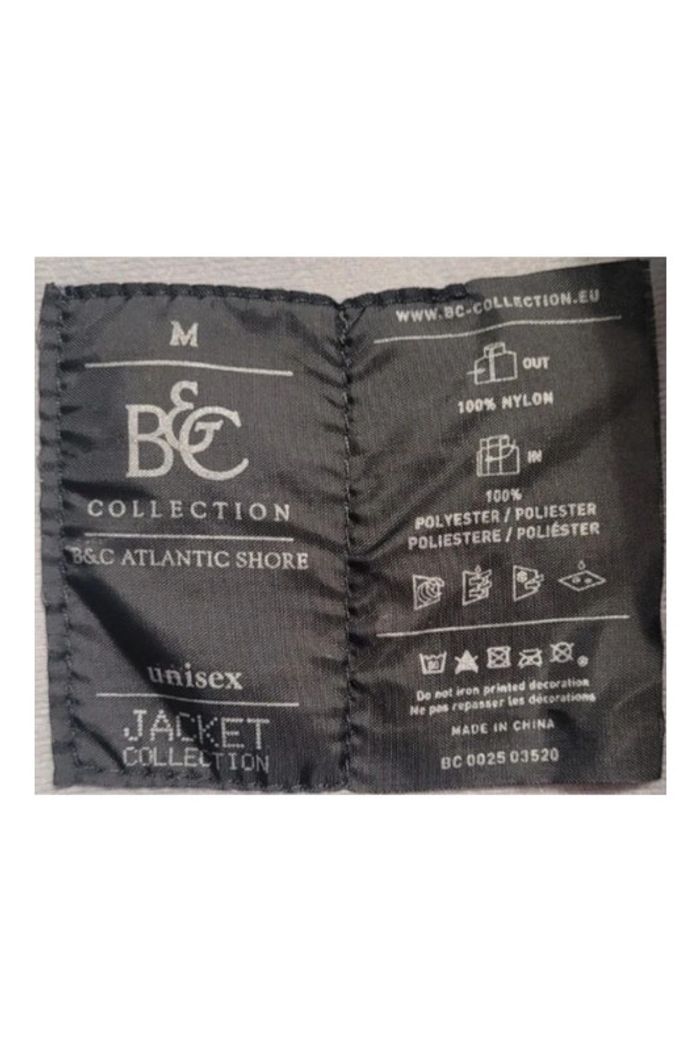 M
B&C
COLLECTION
B&C ATLANTIC SHORE
unisex
JACKET
COLLECTION
WWW.BC-COLLECTION.EU
OUT
100% NYLON
IN
100%
POLYESTER / POLIESTER
POLIESTERE / POLIÉSTER
Do not iron printed decoration
Ne pas repasser les décorations
MADE IN CHINA
BC 0025 03520